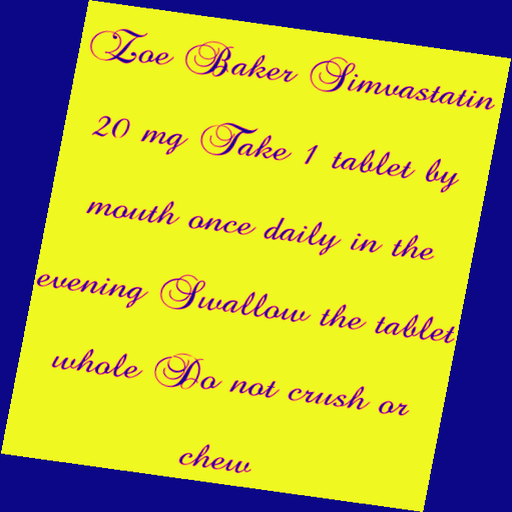 Zoe Baker Simvastatin
20 mg Take 1 tablet by
mouth once daily in the
evening Swallow the tablet
whole Do not crush or
chew